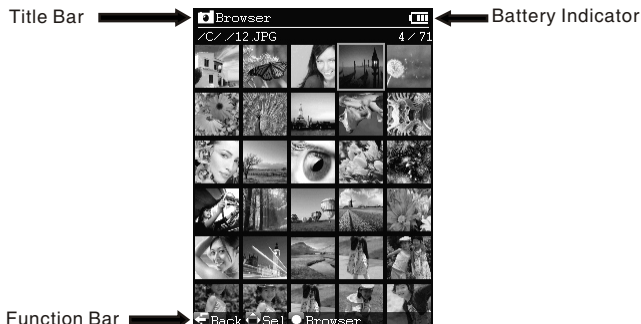 Title Bar
Browser
Battery Indicator
/C/./12.JPG 4/71
Function Bar
Back Sel Browser